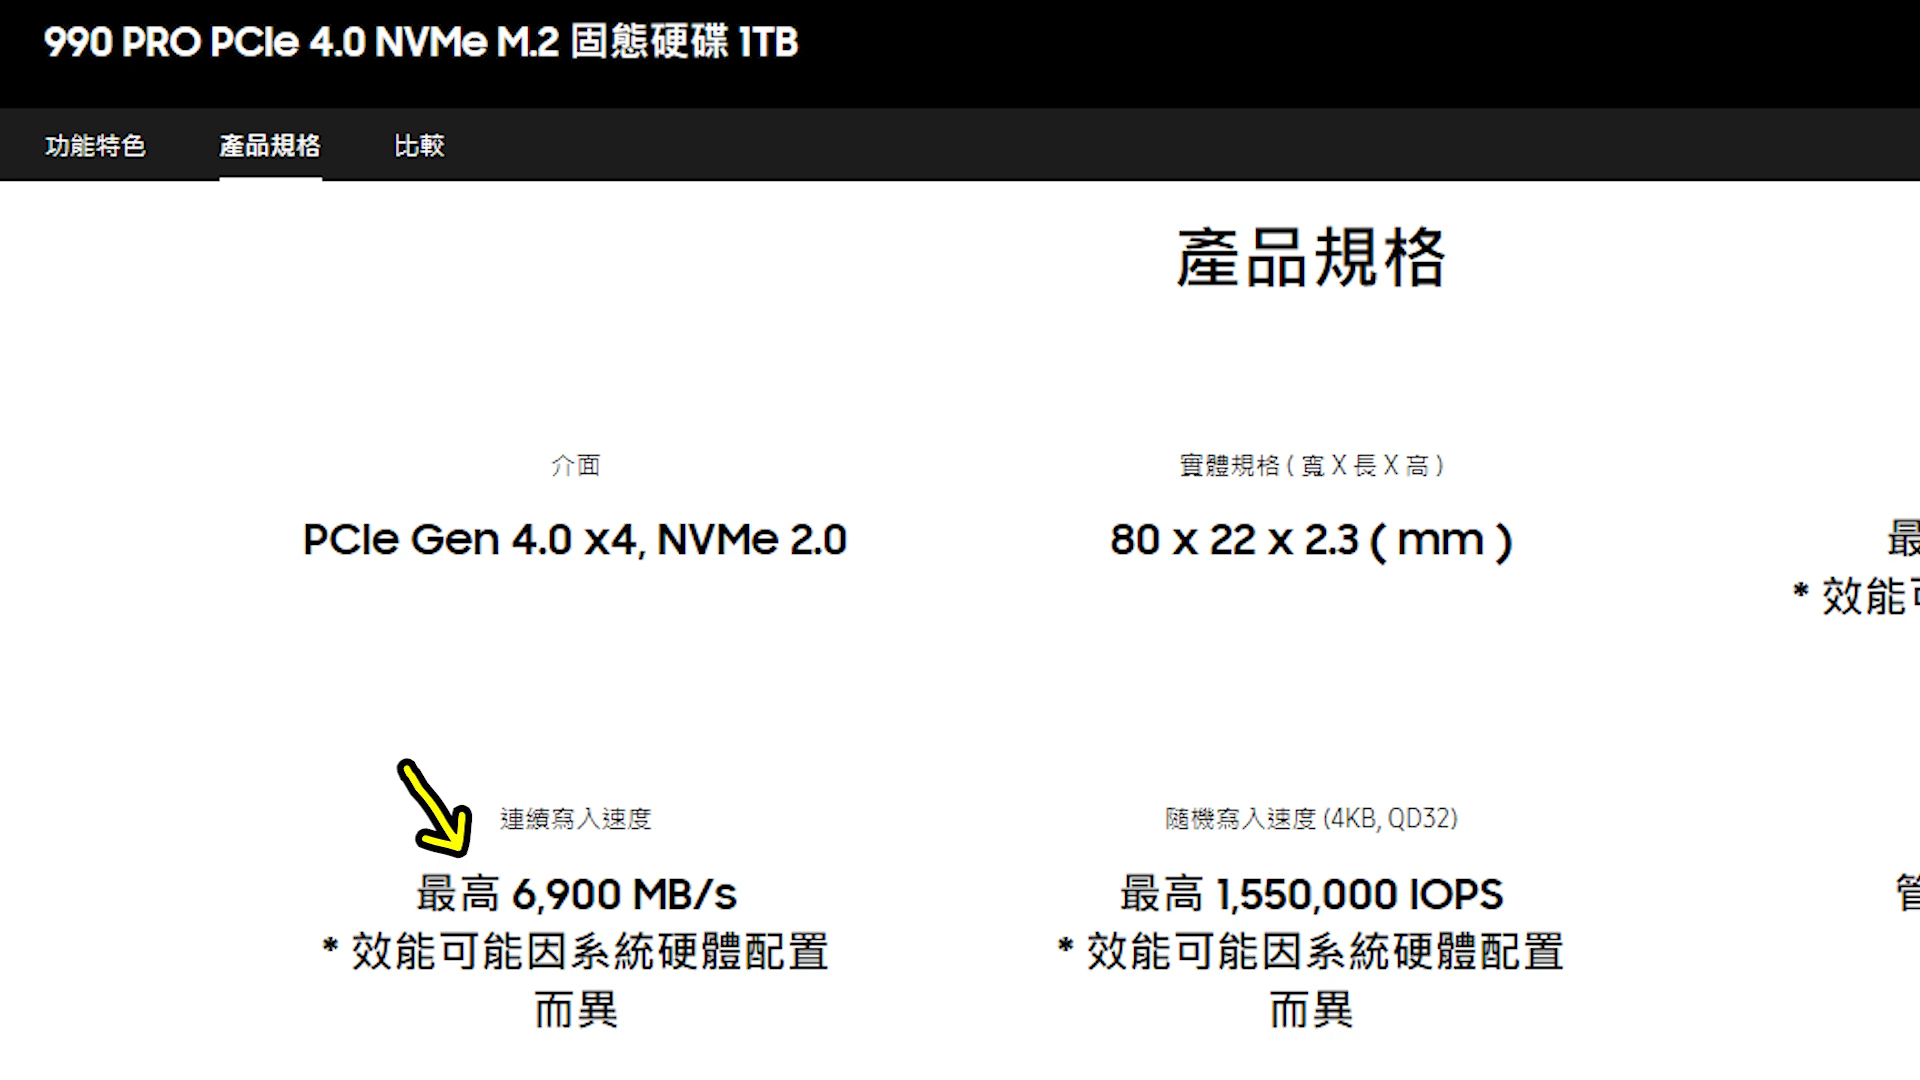 990 PRO PCIe 4.0 NVMe M.2 固態硬碟 1TB
功能特色 產品規格 比較
產品規格
介面
PCIe Gen 4.0 x4, NVMe 2.0
實體規格 ( 寬 X 長 X 高 )
80 x 22 x 2.3 ( mm )
最
* 效能可
連續寫入速度
最高 6,900 MB/s
* 效能可能因系統硬體配置
而異
隨機寫入速度 (4KB, QD32)
最高 1,550,000 IOPS
* 效能可能因系統硬體配置
而異
管